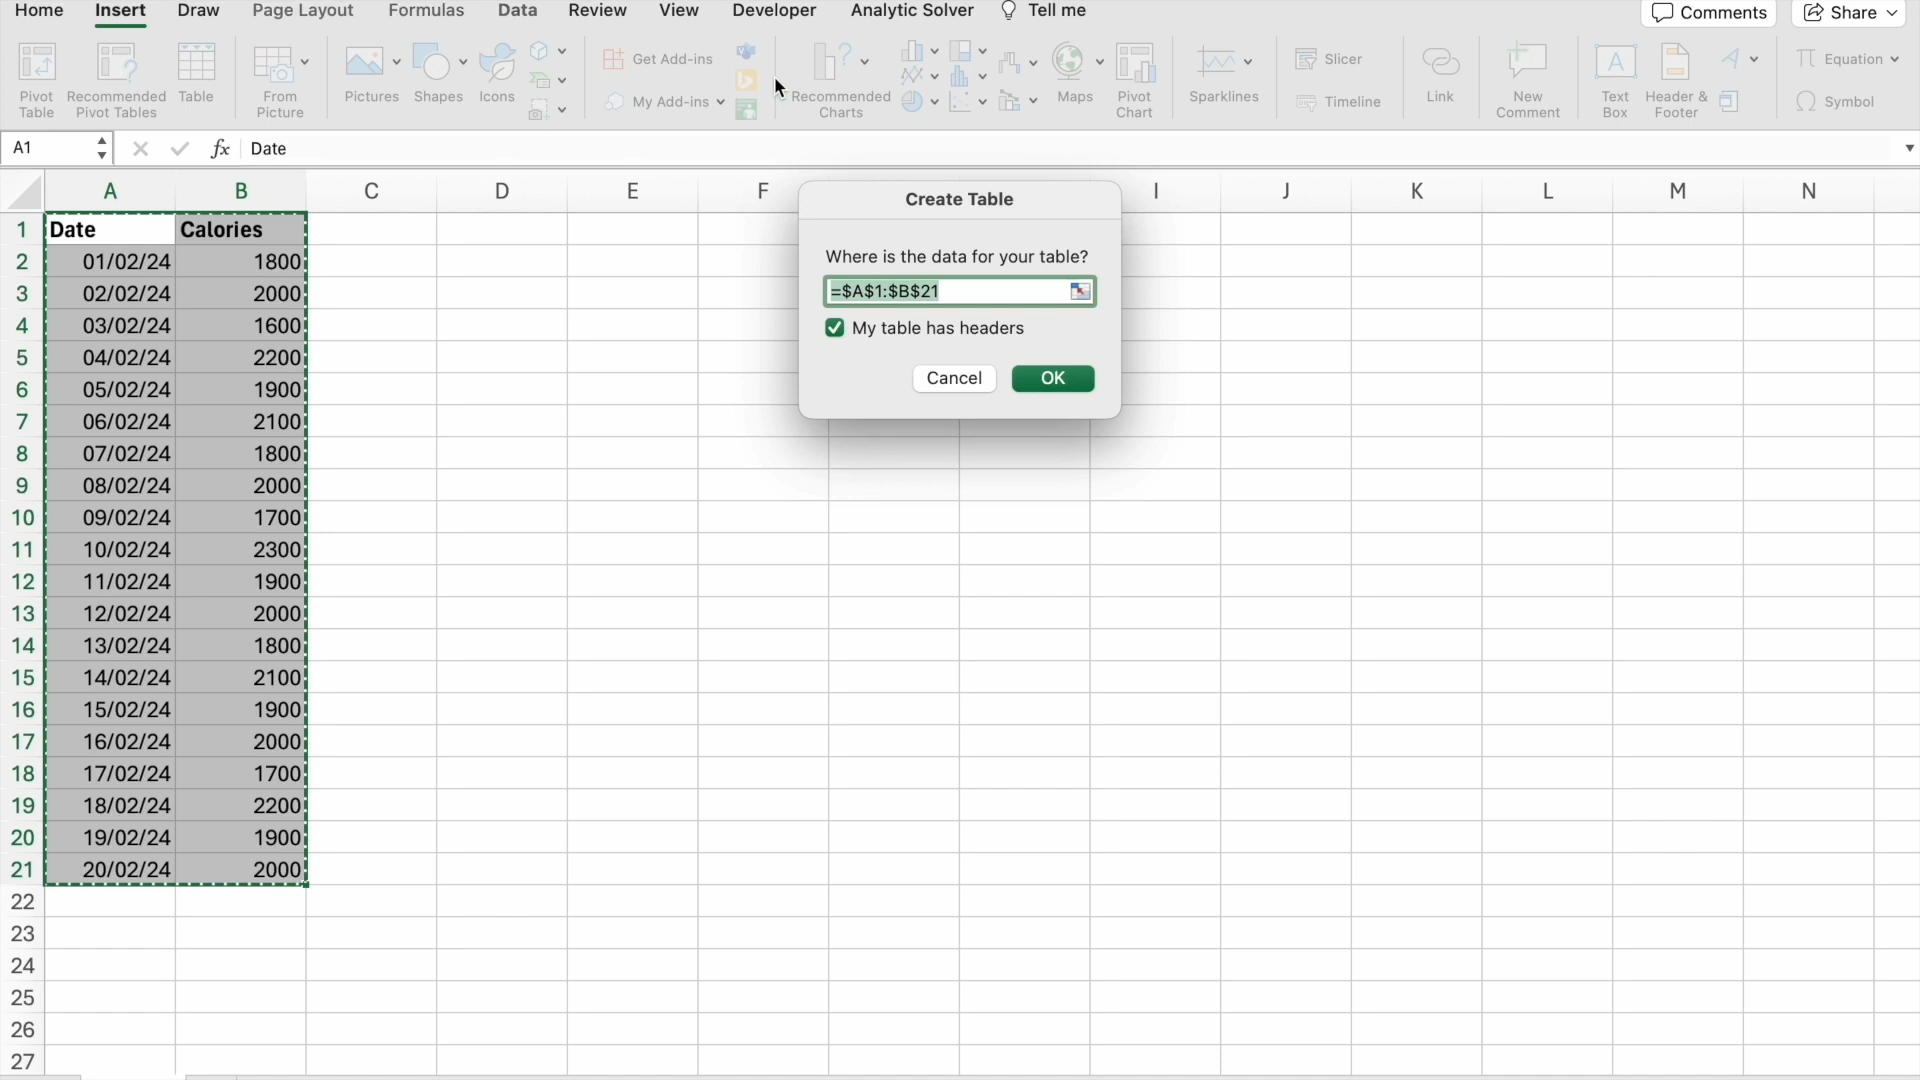 Home Insert Draw Page Layout Formulas Data Review View Developer Analytic Solver Tell me Comments Share
Get Add-ins Slicer Equation
Pivot Recommended Table From Pictures Shapes Icons My Add-ins Recommended Maps Pivot Sparklines Timeline Link New Text Header & Symbol
Table Pivot Tables Picture Charts Chart Comment Box Footer
A1 fx Date
A B C D E F I J K L M N
Create Table
Where is the data for your table?
=$A$1:$B$21
My table has headers
Cancel OK
1 Date Calories
2 01/02/24 1800
3 02/02/24 2000
4 03/02/24 1600
5 04/02/24 2200
6 05/02/24 1900
7 06/02/24 2100
8 07/02/24 1800
9 08/02/24 2000
10 09/02/24 1700
11 10/02/24 2300
12 11/02/24 1900
13 12/02/24 2000
14 13/02/24 1800
15 14/02/24 2100
16 15/02/24 1900
17 16/02/24 2000
18 17/02/24 1700
19 18/02/24 2200
20 19/02/24 1900
21 20/02/24 2000
22
23
24
25
26
27